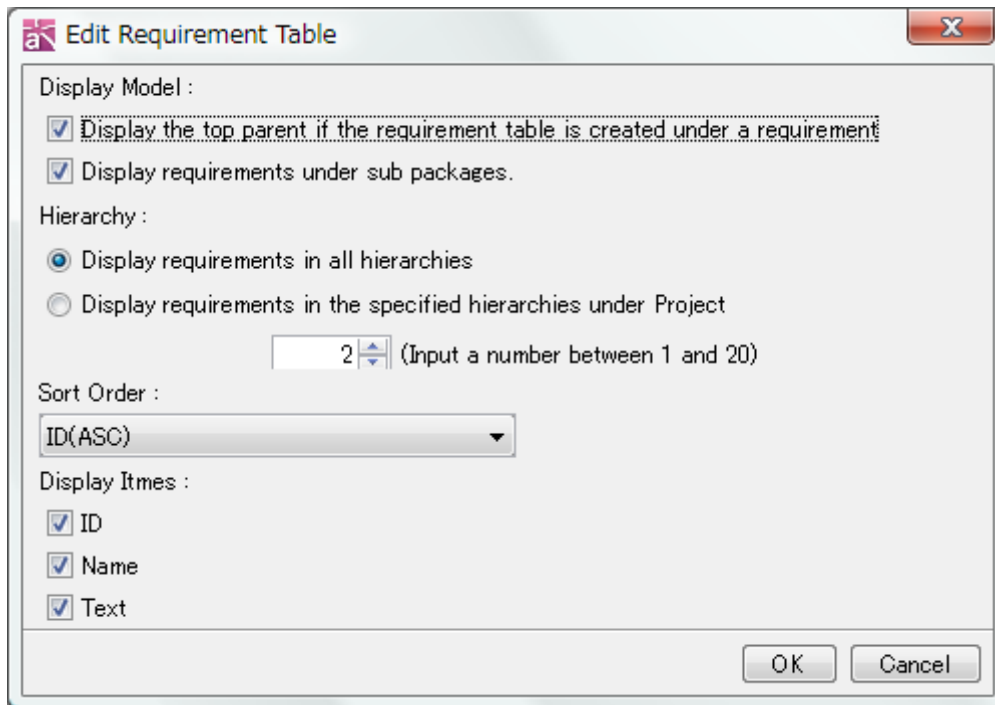 Edit Requirement Table
Display Model :
Display the top parent if the requirement table is created under a requirement
Display requirements under sub packages.
Hierarchy :
Display requirements in all hierarchies
Display requirements in the specified hierarchies under Project
2 (Input a number between 1 and 20)
Sort Order :
ID(ASC)
Display Itmes :
ID
Name
Text
OK Cancel